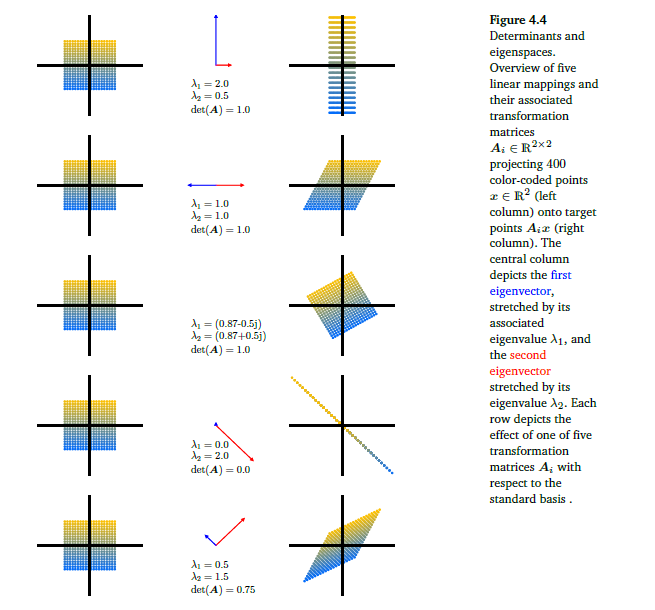 λ₁ = 2.0
λ₂ = 0.5
det(A) = 1.0
λ₁ = 1.0
λ₂ = 1.0
det(A) = 1.0
λ₁ = (0.87-0.5j)
λ₂ = (0.87+0.5j)
det(A) = 1.0
λ₁ = 0.0
λ₂ = 2.0
det(A) = 0.0
λ₁ = 0.5
λ₂ = 1.5
det(A) = 0.75
Figure 4.4
Determinants and
eigenspaces.
Overview of five
linear mappings and
their associated
transformation
matrices
Aᵢ ∈ ℝ²ˣ²
projecting 400
color-coded points
x ∈ ℝ² (left
column) onto target
points Aᵢx (right
column). The
central column
depicts the first
eigenvector,
stretched by its
associated
eigenvalue λ₁, and
the second
eigenvector
stretched by its
eigenvalue λ₂. Each
row depicts the
effect of one of five
transformation
matrices Aᵢ with
respect to the
standard basis .